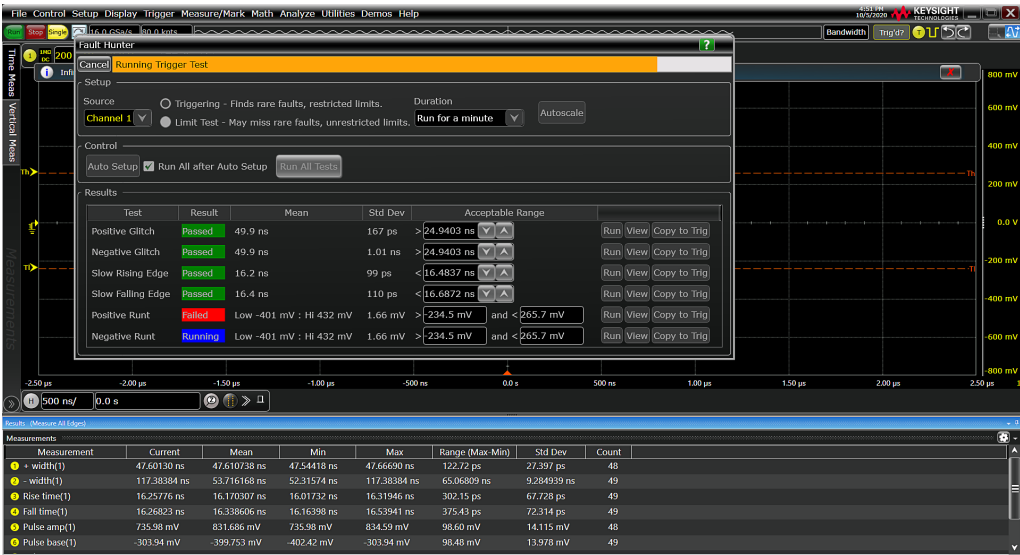 File Control Setup Display Trigger Measure/Mark Math Analyze Utilities Demos Help
4:51 PM
10/5/2020
KEYSIGHT
TECHNOLOGIES
Run Stop Single 16.0 GSa/s 80.0 kpts Bandwidth Trig'd? T
Fault Hunter ?
1 1MΩ DC 200
Cancel Running Trigger Test
i Infi
Setup
Source
Triggering - Finds rare faults, restricted limits.
Duration
Channel 1
Limit Test - May miss rare faults, unrestricted limits.
Run for a minute
Autoscale
Control
Auto Setup Run All after Auto Setup Run All Tests
Results
Test Result Mean Std Dev Acceptable Range
Positive Glitch Passed 49.9 ns 167 ps > 24.9403 ns Run View Copy to Trig
Negative Glitch Passed 49.9 ns 1.01 ns > 24.9403 ns Run View Copy to Trig
Slow Rising Edge Passed 16.2 ns 99 ps < 16.4837 ns Run View Copy to Trig
Slow Falling Edge Passed 16.4 ns 110 ps < 16.6872 ns Run View Copy to Trig
Positive Runt Failed Low -401 mV : Hi 432 mV 1.66 mV > -234.5 mV and < 265.7 mV Run View Copy to Trig
Negative Runt Running Low -401 mV : Hi 432 mV 1.66 mV > -234.5 mV and < 265.7 mV Run View Copy to Trig
Time Meas
Vertical Meas
Measurements
Th
Tl
Th
Tl
800 mV
600 mV
400 mV
200 mV
0.0 V
-200 mV
-400 mV
-600 mV
-800 mV
-2.50 µs -2.00 µs -1.50 µs -1.00 µs -500 ns 0.0 s 500 ns 1.00 µs 1.50 µs 2.00 µs 2.50 µs
H 500 ns/ 0.0 s
Results (Measure All Edges)
Measurements
Measurement Current Mean Min Max Range (Max-Min) Std Dev Count
1 + width(1) 47.60130 ns 47.610738 ns 47.54418 ns 47.66690 ns 122.72 ps 27.397 ps 48
2 - width(1) 117.38384 ns 53.716168 ns 52.31574 ns 117.38384 ns 65.06809 ns 9.284939 ns 49
3 Rise time(1) 16.25776 ns 16.170307 ns 16.01732 ns 16.31946 ns 302.15 ps 67.728 ps 49
4 Fall time(1) 16.26823 ns 16.338606 ns 16.16398 ns 16.53941 ns 375.43 ps 72.314 ps 49
5 Pulse amp(1) 735.98 mV 831.686 mV 735.98 mV 834.59 mV 98.60 mV 14.115 mV 48
6 Pulse base(1) -303.94 mV -399.753 mV -402.42 mV -303.94 mV 98.48 mV 13.978 mV 49